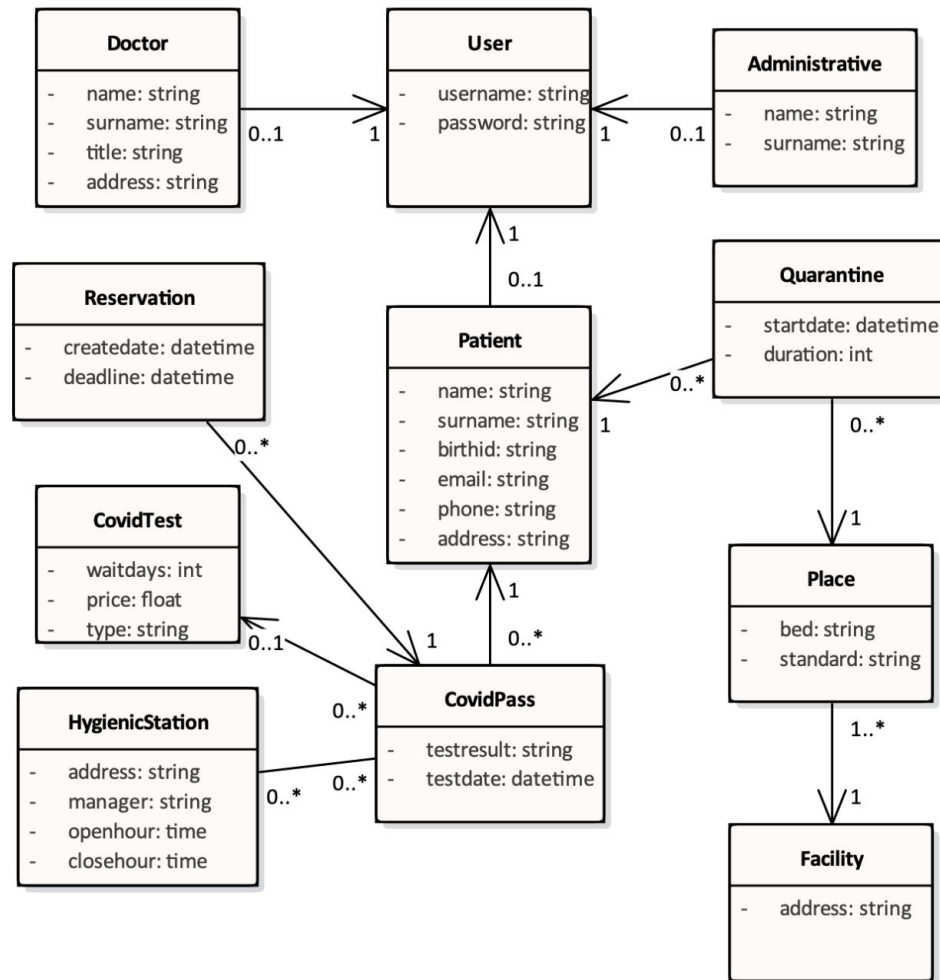 Doctor
- name: string
- surname: string
- title: string
- address: string
User
- username: string
- password: string
Administrative
- name: string
- surname: string
0..1
1
1
0..1
1
0..1
Reservation
- createdate: datetime
- deadline: datetime
Patient
- name: string
- surname: string
- birthid: string
- email: string
- phone: string
- address: string
Quarantine
- startdate: datetime
- duration: int
0..*
1
0..*
0..*
1
CovidTest
- waitdays: int
- price: float
- type: string
Place
- bed: string
- standard: string
1
0..*
1
0..1
0..*
CovidPass
- testresult: string
- testdate: datetime
HygienicStation
- address: string
- manager: string
- openhour: time
- closehour: time
0..*
0..*
1..*
1
Facility
- address: string